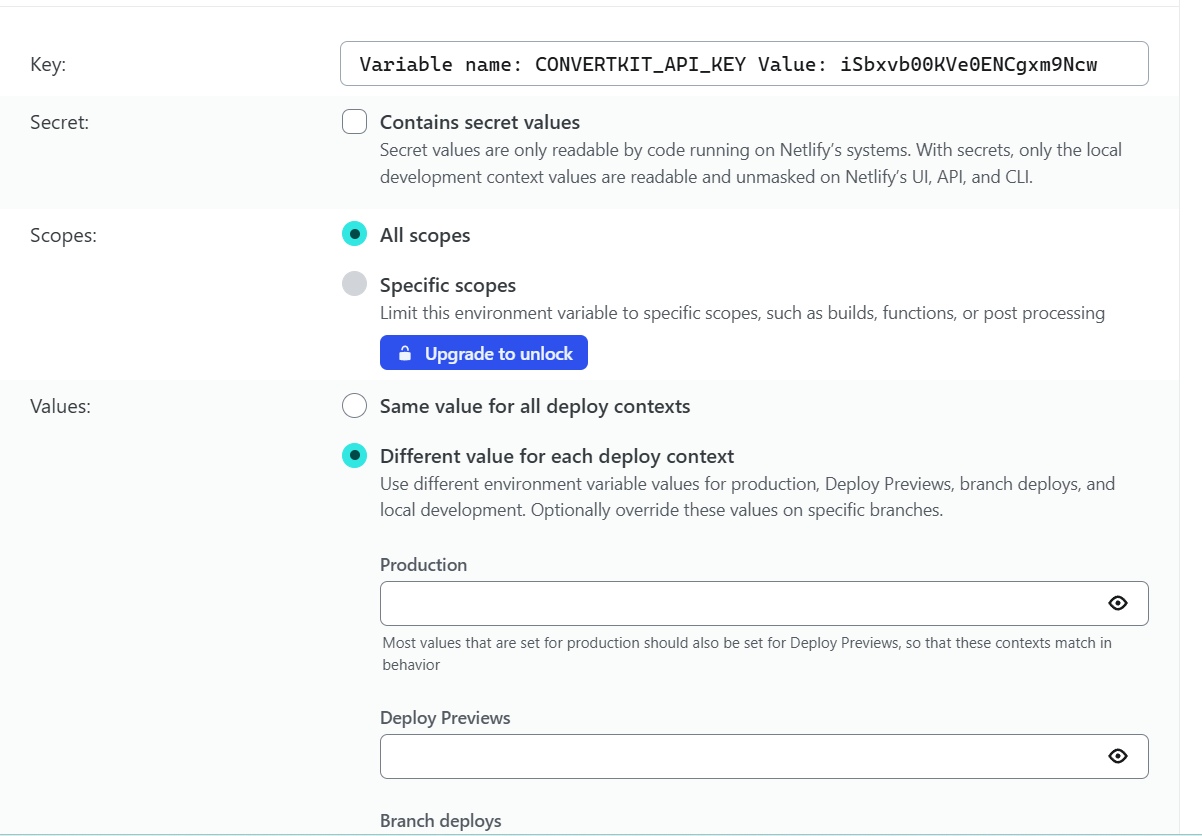 Key:
Variable name: CONVERTKIT_API_KEY Value: iSbxvb00KVe0ENCgxm9Ncw
Secret:
Contains secret values
Secret values are only readable by code running on Netlify's systems. With secrets, only the local
development context values are readable and unmasked on Netlify's UI, API, and CLI.
Scopes:
All scopes
Specific scopes
Limit this environment variable to specific scopes, such as builds, functions, or post processing
Upgrade to unlock
Values:
Same value for all deploy contexts
Different value for each deploy context
Use different environment variable values for production, Deploy Previews, branch deploys, and
local development. Optionally override these values on specific branches.
Production
Most values that are set for production should also be set for Deploy Previews, so that these contexts match in
behavior
Deploy Previews
Branch deploys